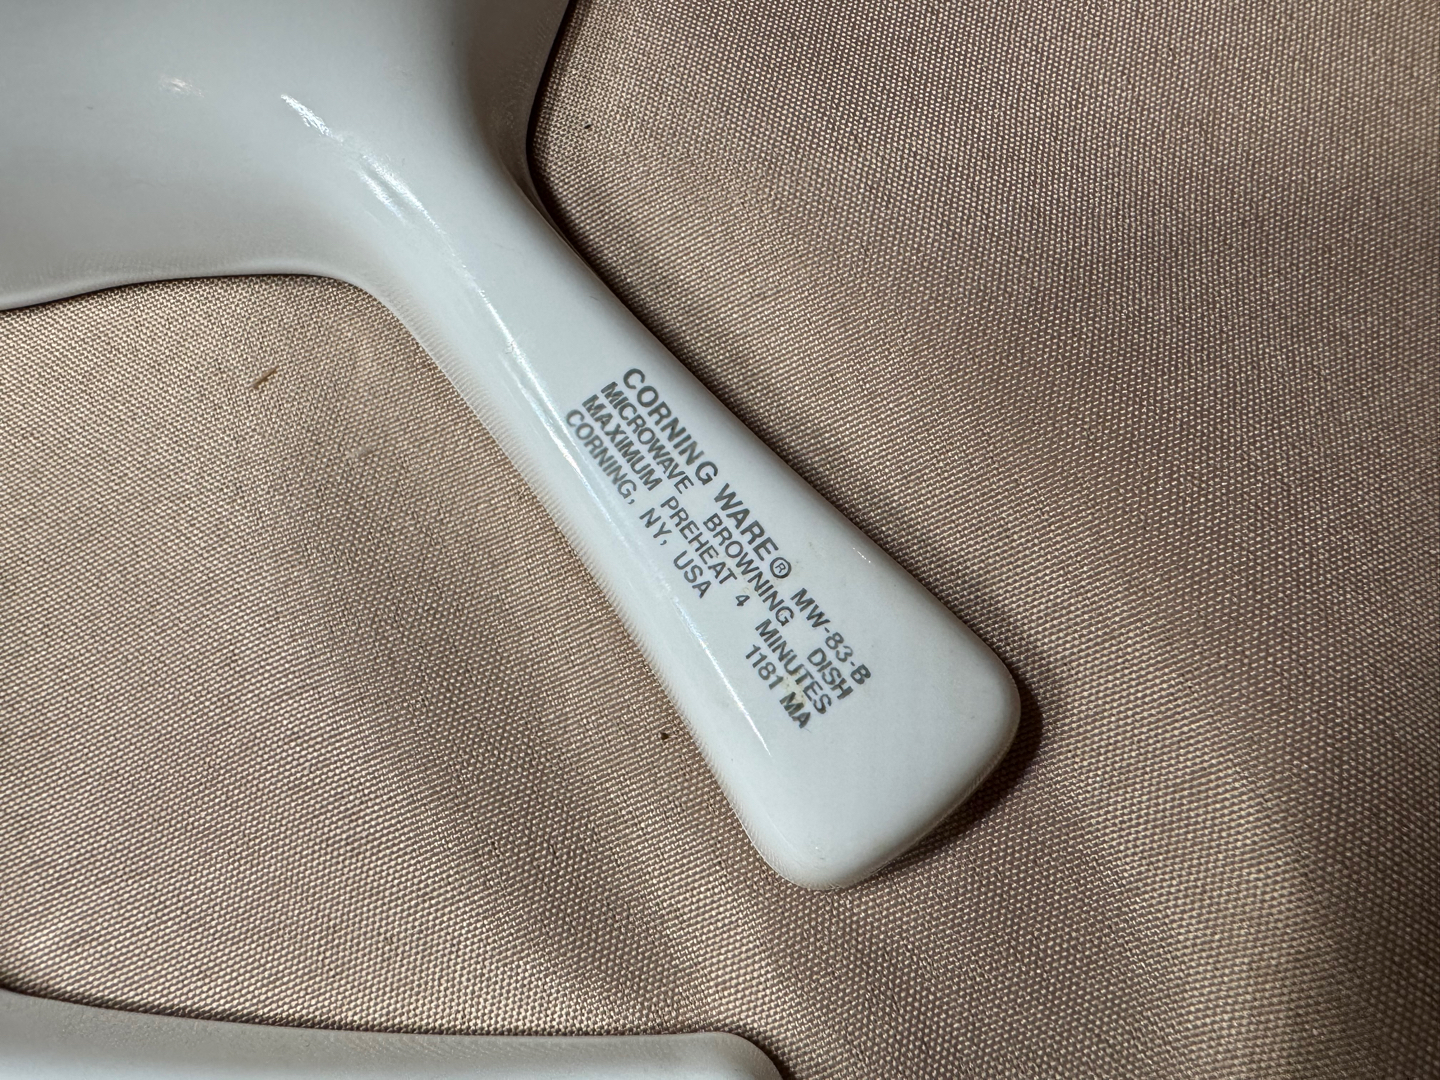 CORNING WARE® MW-83-B
MICROWAVE BROWNING DISH
MAXIMUM PREHEAT 4 MINUTES
CORNING, NY, USA 1181 MA